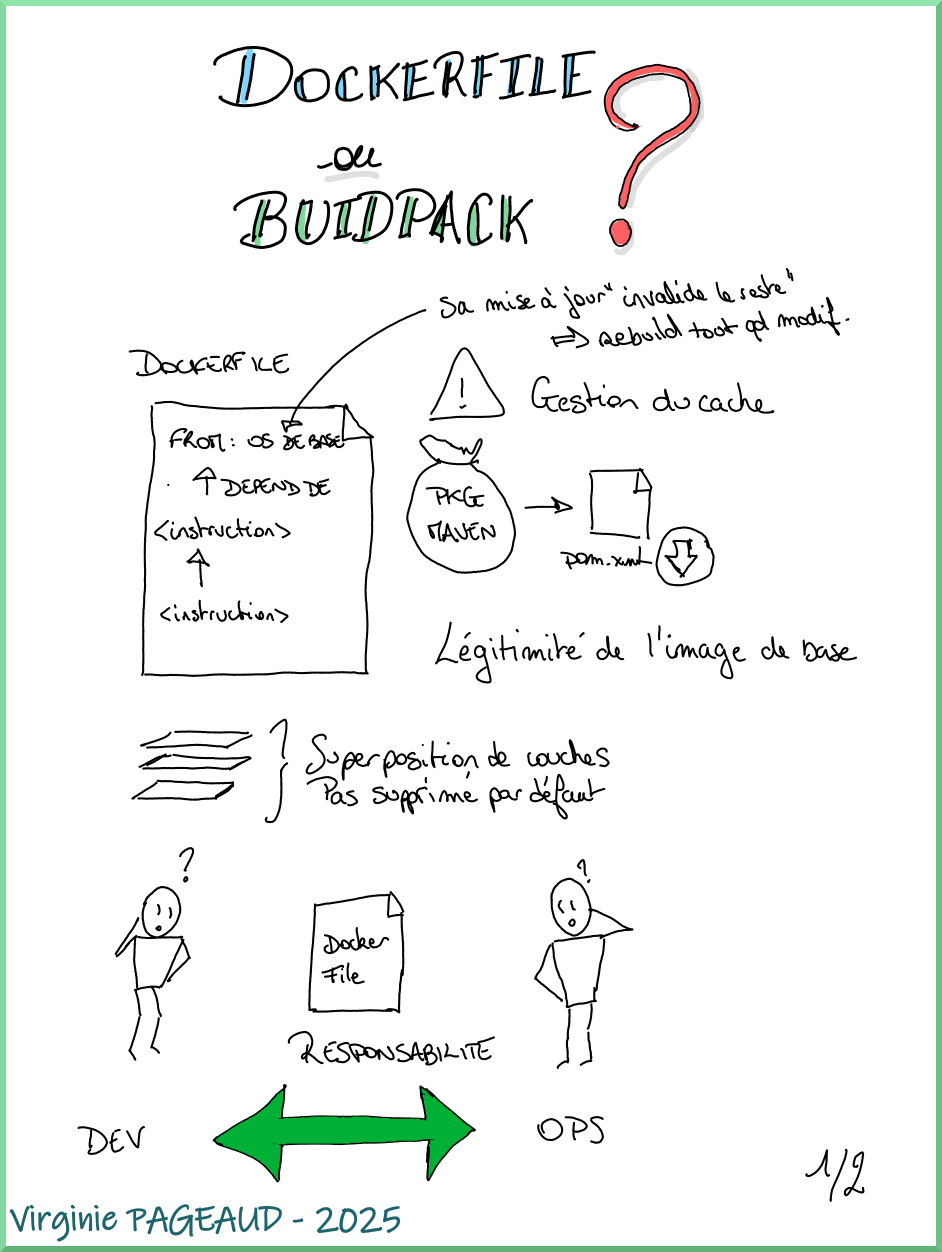 DOCKERFILE
ou
BUIDPACK
?
Sa mise à jour "invalide le reste"
=> rebuild tout qd modif.
DOCKERFILE
!
Gestion du cache
FROM : OS DE BASE
DEPEND DE
<instruction>
<instruction>
PKG
MAVEN
pom.xml
Légitimité de l'image de base
Superposition de couches
Pas supprimé par défaut
?
?
Docker
File
RESPONSABILITE
DEV
OPS
1/2
Virginie PAGEAUD - 2025